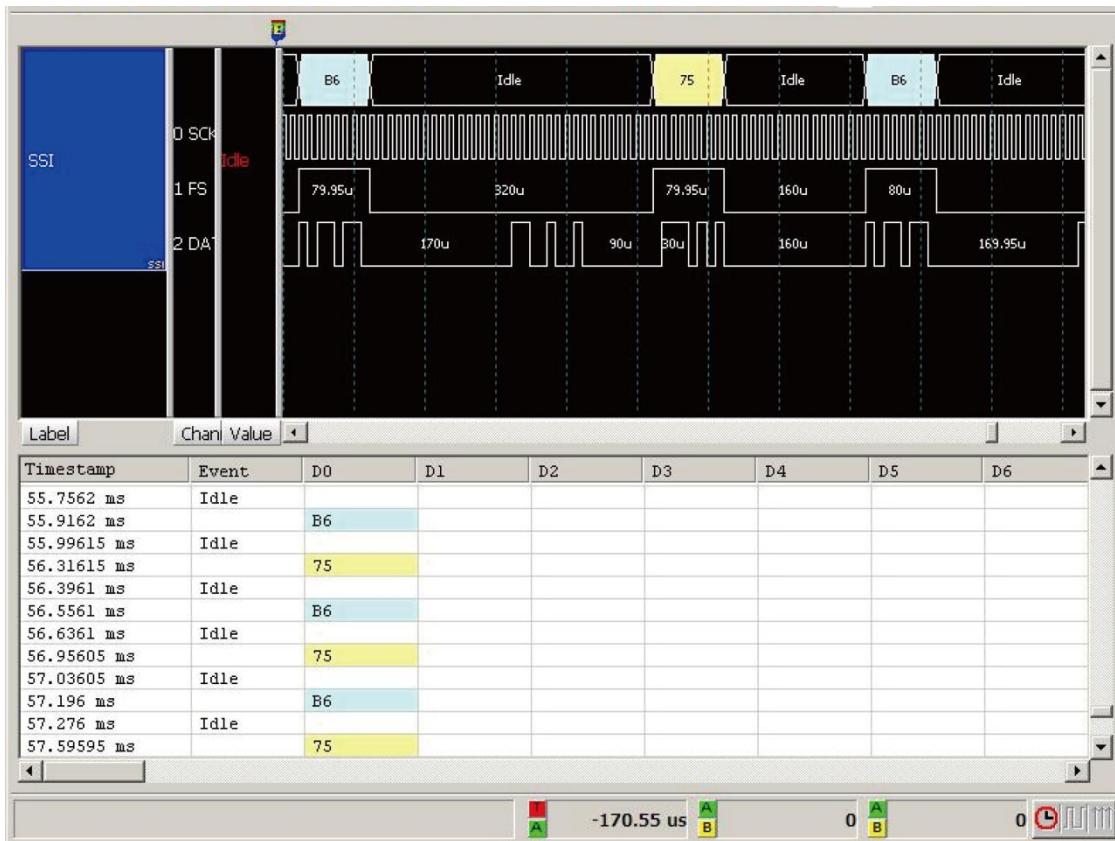 B
B6 Idle 75 Idle B6 Idle
0 SCK
SSI Idle
1 FS 79.95u 320u 79.95u 160u 80u
2 DAT 170u 90u 30u 160u 169.95u
SSI
Label Chan Value
Timestamp Event D0 D1 D2 D3 D4 D5 D6
55.7562 ms Idle
55.9162 ms B6
55.99615 ms Idle
56.31615 ms 75
56.3961 ms Idle
56.5561 ms B6
56.6361 ms Idle
56.95605 ms 75
57.03605 ms Idle
57.196 ms B6
57.276 ms Idle
57.59595 ms 75
T A -170.55 us A B 0 A B 0